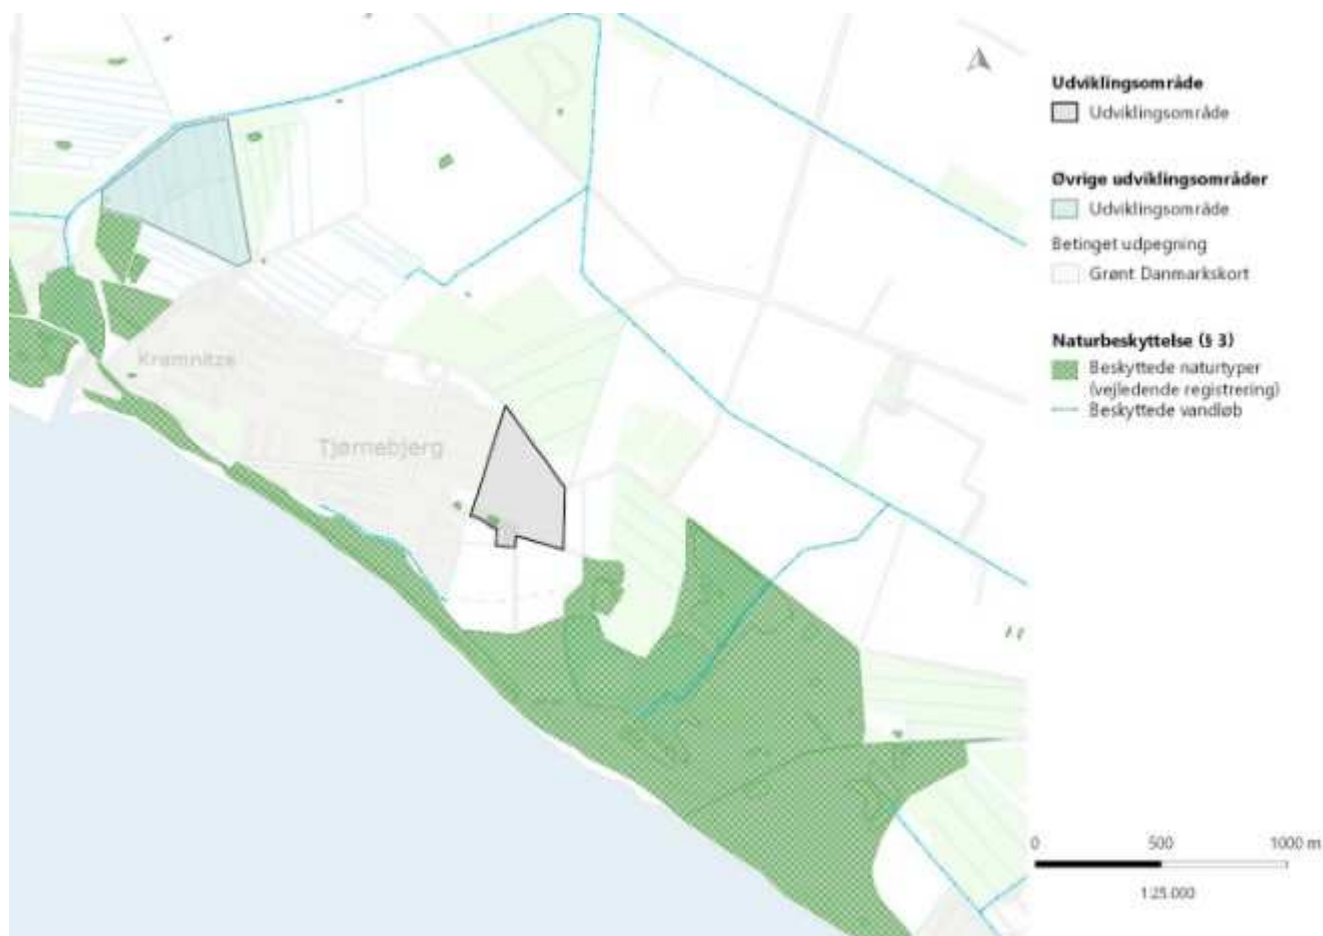 Udviklingsområde
Udviklingsområde
Øvrige udviklingsområder
Udviklingsområde
Betinget udpegning
Grønt Danmarkskort
Naturbeskyttelse (§ 3)
Beskyttede naturtyper
(vejledende registrering)
Beskyttede vandløb
Kramnitze
Tjørnebjerg
0 500 1000 m
1:25.000